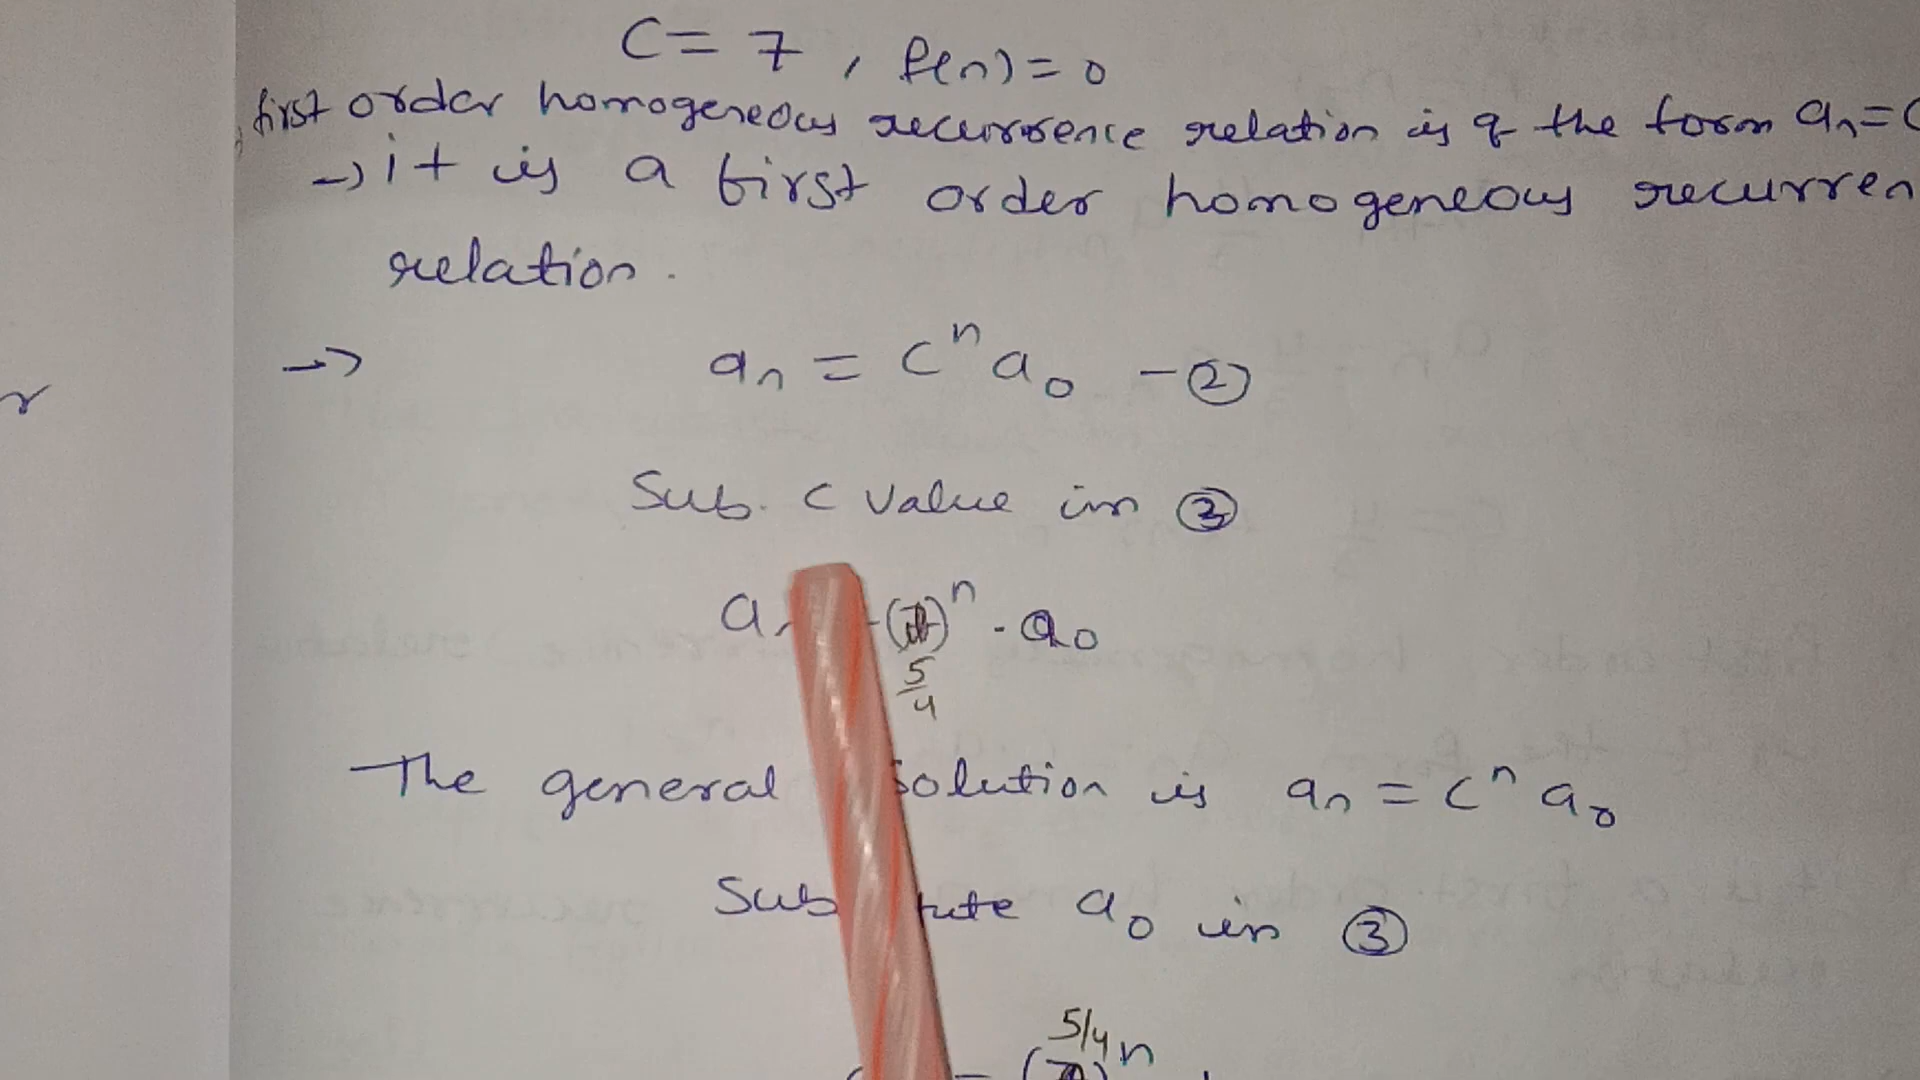 C = 7 , f(n) = 0
first order homogeneous recurrence relation is of the form an =
→ it is a first order homogeneous recurren
relation.
→ an = cⁿ a₀ - ②
Sub. C value in
a ( )ⁿ . a₀
5/4
The general solution is an = cⁿ a₀
Sub tute a₀ in ③
5/4
( )ⁿ